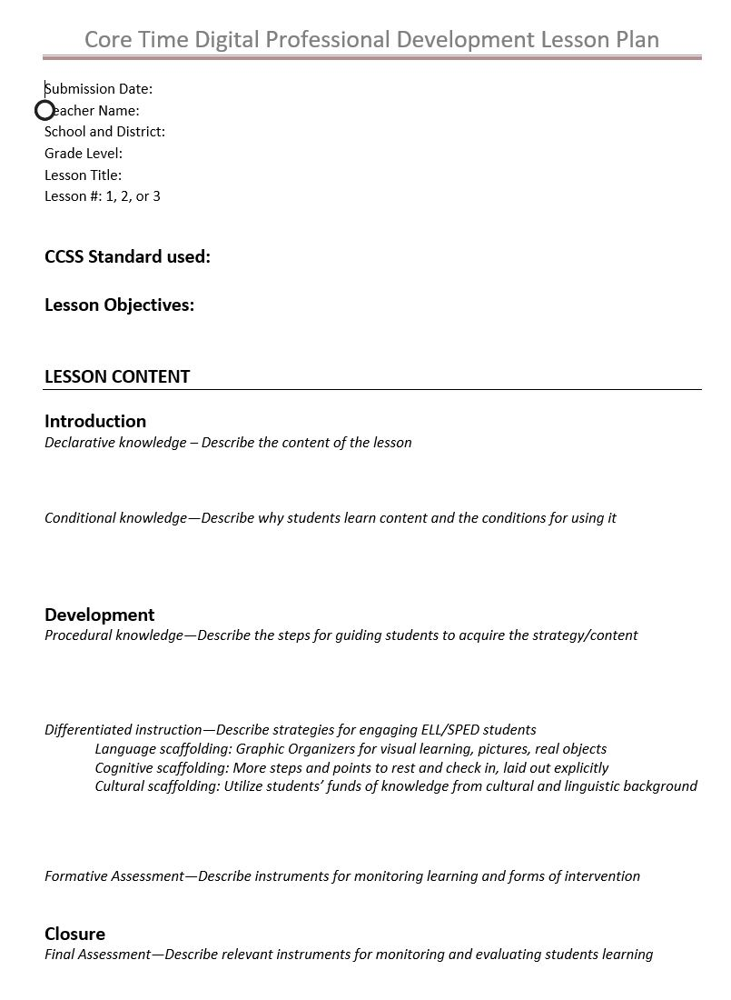 Core Time Digital Professional Development Lesson Plan
Submission Date:
Teacher Name:
School and District:
Grade Level:
Lesson Title:
Lesson #: 1, 2, or 3
CCSS Standard used:
Lesson Objectives:
LESSON CONTENT
Introduction
Declarative knowledge – Describe the content of the lesson
Conditional knowledge—Describe why students learn content and the conditions for using it
Development
Procedural knowledge—Describe the steps for guiding students to acquire the strategy/content
Differentiated instruction—Describe strategies for engaging ELL/SPED students
Language scaffolding: Graphic Organizers for visual learning, pictures, real objects
Cognitive scaffolding: More steps and points to rest and check in, laid out explicitly
Cultural scaffolding: Utilize students’ funds of knowledge from cultural and linguistic background
Formative Assessment—Describe instruments for monitoring learning and forms of intervention
Closure
Final Assessment—Describe relevant instruments for monitoring and evaluating students learning